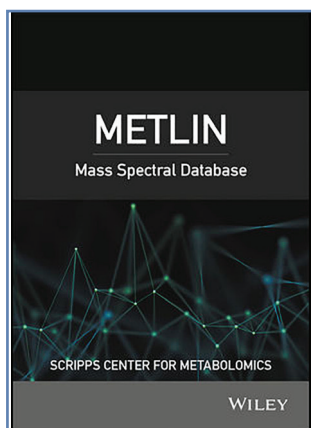 METLIN
Mass Spectral Database
SCRIPPS CENTER FOR METABOLOMICS
WILEY